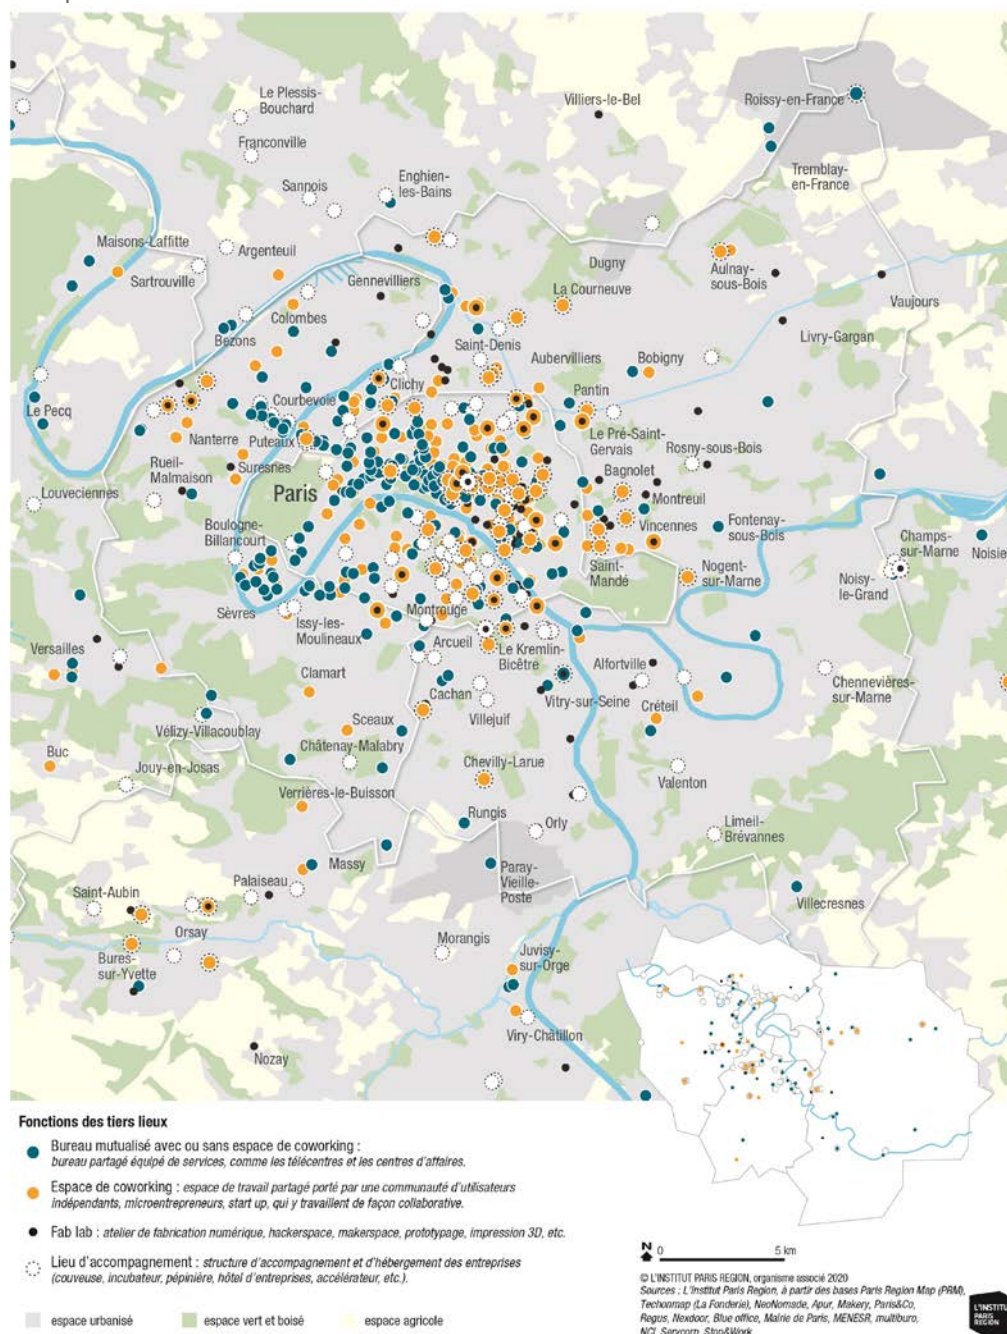 Le Plessis-
Bouchard
Villiers-le-Bel
Roissy-en-France
Franconville
Tremblay-
en-France
Sannois
Enghien-
les-Bains
Maisons-Laffitte
Argenteuil
Dugny
Aulnay-
sous-Bois
Sartrouville
Gennevilliers
La Courneuve
Vaujours
Colombes
Livry-Gargan
Bezons
Saint-Denis
Aubervilliers
Bobigny
Clichy
Pantin
Le Pecq
Courbevoie
Nanterre
Puteaux
Le Pré-Saint-
Gervais
Rosny-sous-Bois
Rueil-
Malmaison
Suresnes
Bagnolet
Louveciennes
Paris
Montreuil
Boulogne-
Billancourt
Vincennes
Fontenay-
sous-Bois
Champs-
sur-Marne
Noisie
Saint-
Mandé
Nogent-
sur-Marne
Noisy-
le-Grand
Sèvres
Issy-les-
Moulineaux
Montrouge
Versailles
Arcueil
Le Kremlin-
Bicêtre
Alfortville
Clamart
Chennevières-
sur-Marne
Cachan
Vitry-sur-Seine
Villejuif
Créteil
Vélizy-Villacoublay
Sceaux
Buc
Châtenay-Malabry
Jouy-en-Josas
Chevilly-Larue
Valenton
Verrières-le-Buisson
Rungis
Orly
Limeil-
Brévannes
Massy
Paray-
Vieille-
Poste
Saint-Aubin
Palaiseau
Villecresnes
Orsay
Morangis
Bures-
sur-Yvette
Juvisy-
sur-Orge
Viry-Châtillon
Nozay
Fonctions des tiers lieux
Bureau mutualisé avec ou sans espace de coworking :
bureau partagé équipé de services, comme les télécentres et les centres d'affaires.
Espace de coworking : espace de travail partagé porté par une communauté d'utilisateurs
indépendants, microentrepreneurs, start up, qui y travaillent de façon collaborative.
Fab lab : atelier de fabrication numérique, hackerspace, makerspace, prototypage, impression 3D, etc.
Lieu d'accompagnement : structure d'accompagnement et d'hébergement des entreprises
(couveuse, incubateur, pépinière, hôtel d'entreprises, accélérateur, etc.).
espace urbanisé espace vert et boisé espace agricole
N 0 5 km
© L'INSTITUT PARIS REGION, organisme associé 2020
Sources : L'Institut Paris Region, à partir des bases Paris Region Map (PRM),
Techonmap (La Fonderie), NeoNomade, Apur, Makery, Paris&Co,
Regus, Nexdoor, Blue office, Mairie de Paris, MENESR, multiburo,
NCI, Servcorp, Stop&Work
L'INSTIT
PARIS
REGION